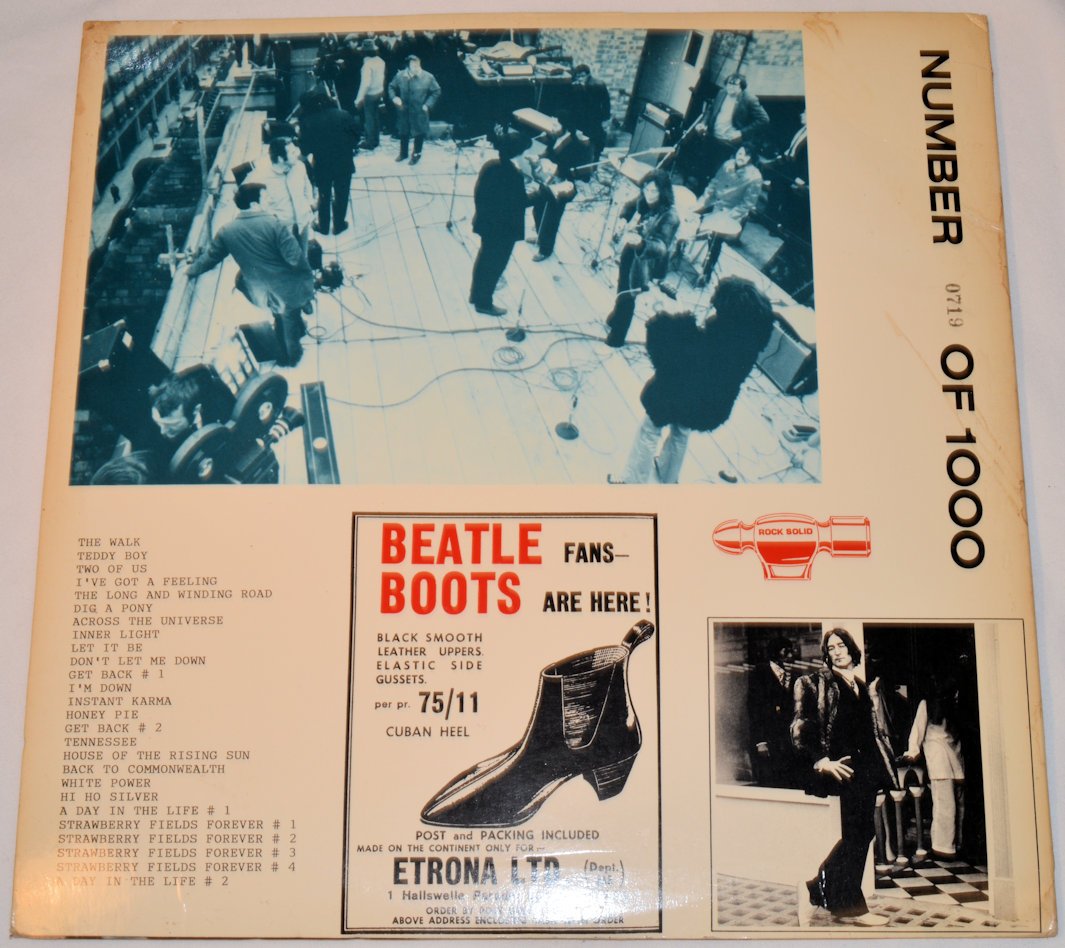 NUMBER 0719 OF 1000
THE WALK
TEDDY BOY
TWO OF US
I'VE GOT A FEELING
THE LONG AND WINDING ROAD
DIG A PONY
ACROSS THE UNIVERSE
INNER LIGHT
LET IT BE
DON'T LET ME DOWN
GET BACK # 1
I'M DOWN
INSTANT KARMA
HONEY PIE
GET BACK # 2
TENNESSEE
HOUSE OF THE RISING SUN
BACK TO COMMONWEALTH
WHITE POWER
HI HO SILVER
A DAY IN THE LIFE # 1
STRAWBERRY FIELDS FOREVER # 1
STRAWBERRY FIELDS FOREVER # 2
STRAWBERRY FIELDS FOREVER # 3
STRAWBERRY FIELDS FOREVER # 4
A DAY IN THE LIFE # 2
BEATLE FANS—
BOOTS ARE HERE!
BLACK SMOOTH
LEATHER UPPERS.
ELASTIC SIDE
GUSSETS.
per pr. 75/11
CUBAN HEEL
POST and PACKING INCLUDED
MADE ON THE CONTINENT ONLY FOR—
ETRONA LTD (Dept.
1 Hallswelle
ORDER BY
ABOVE ADDRESS ORDER
ROCK SOLID